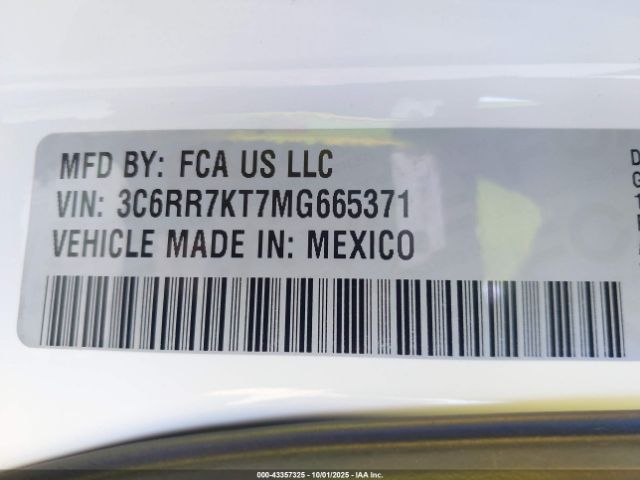 MFD BY: FCA US LLC
VIN: 3C6RR7KT7MG665371
VEHICLE MADE IN: MEXICO
000-43357325 - 10/01/2025 - IAA Inc.